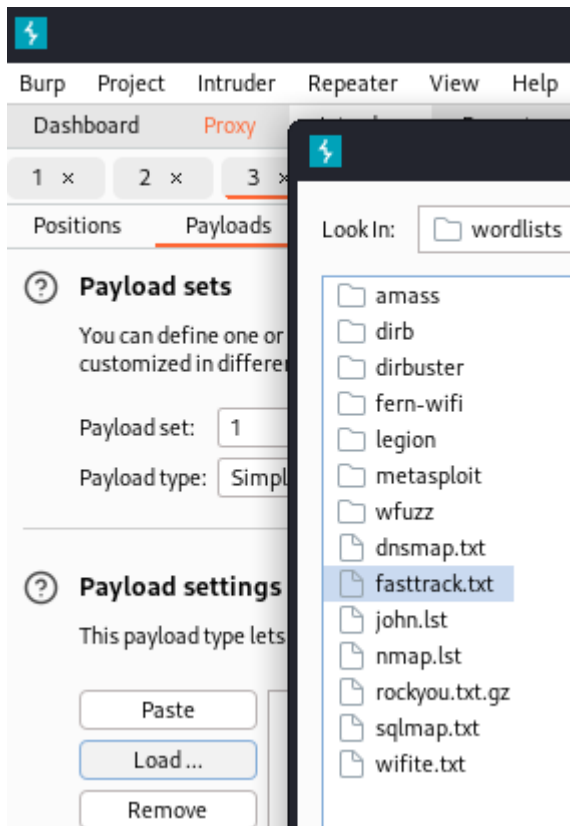 Burp Project Intruder Repeater View Help
Dashboard Proxy
1 × 2 × 3 ×
Positions Payloads
? Payload sets
You can define one or
customized in differe
Payload set: 1
Payload type: Simpl
? Payload settings
This payload type lets
Paste
Load ...
Remove
Look In: wordlists
amass
dirb
dirbuster
fern-wifi
legion
metasploit
wfuzz
dnsmap.txt
fasttrack.txt
john.lst
nmap.lst
rockyou.txt.gz
sqlmap.txt
wifite.txt